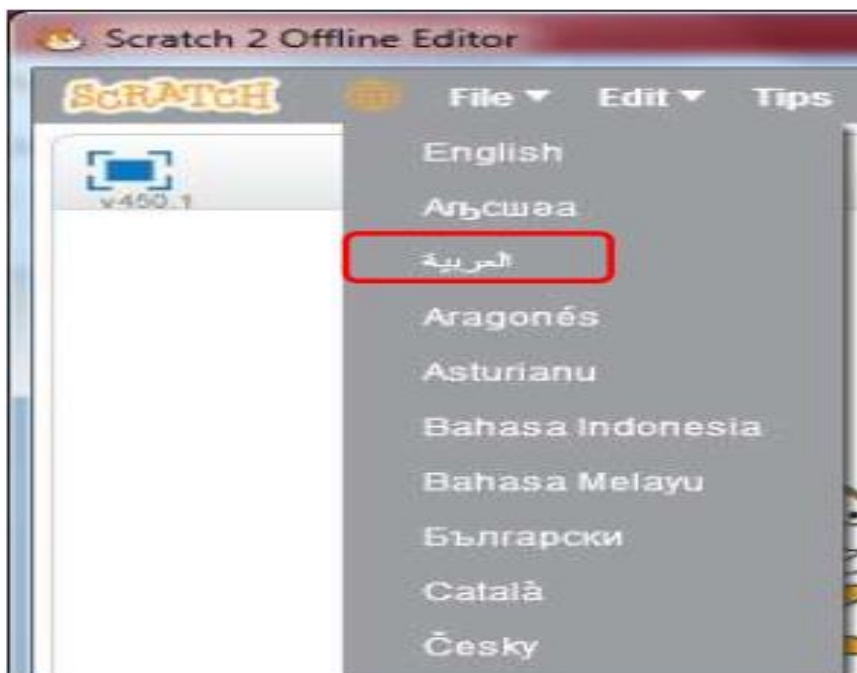 Scratch 2 Offline Editor
SCRATCH File Edit Tips
v450.1
English
Аҧсшәа
العربية
Aragonés
Asturianu
Bahasa Indonesia
Bahasa Melayu
Български
Català
Česky